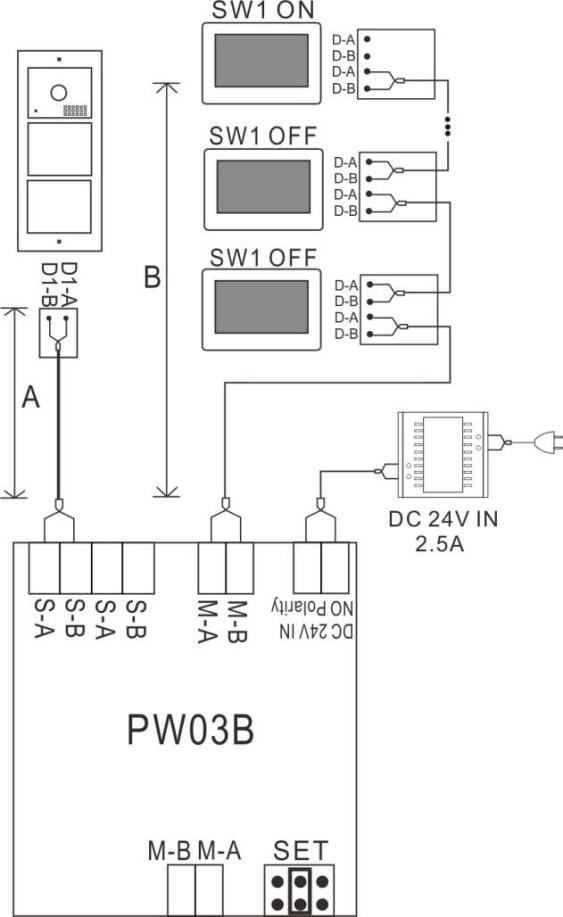 SW1 ON
D-A
D-B
D-A
D-B
SW1 OFF
D-A
D-B
D-A
D-B
SW1 OFF
D-A
D-B
D-A
D-B
D1-A
D1-B
A
B
DC 24V IN
2.5A
S-A
S-B
S-A
S-B
M-A
M-B
DC 24V IN
NO Polarity
PW03B
M-B M-A
SET